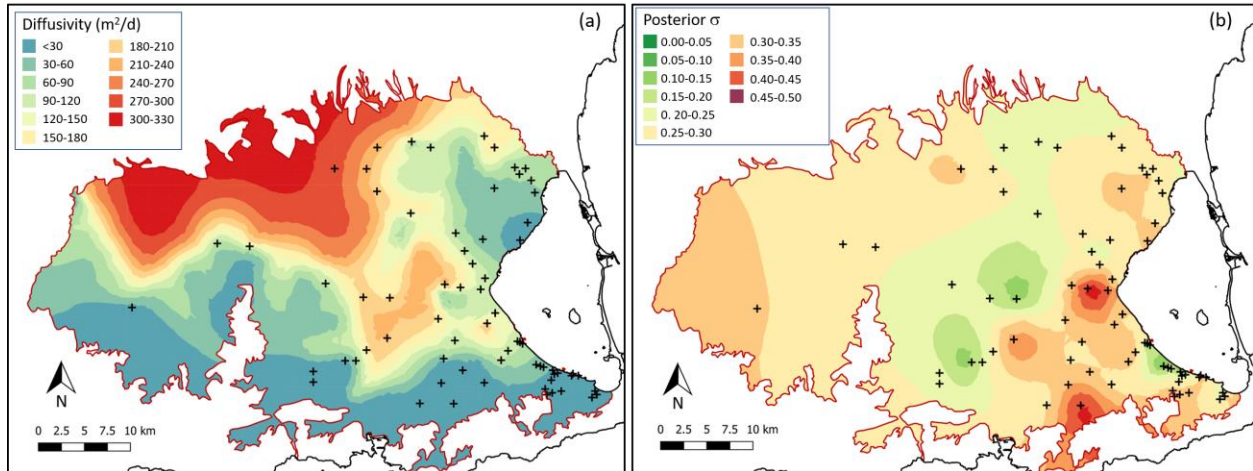 Diffusivity (m²/d)
<30
30-60
60-90
90-120
120-150
150-180
180-210
210-240
240-270
270-300
300-330
(a)
N
0 2.5 5 7.5 10 km
Posterior σ
0.00-0.05
0.05-0.10
0.10-0.15
0.15-0.20
0. 20-0.25
0.25-0.30
0.30-0.35
0.35-0.40
0.40-0.45
0.45-0.50
(b)
N
0 2.5 5 7.5 10 km